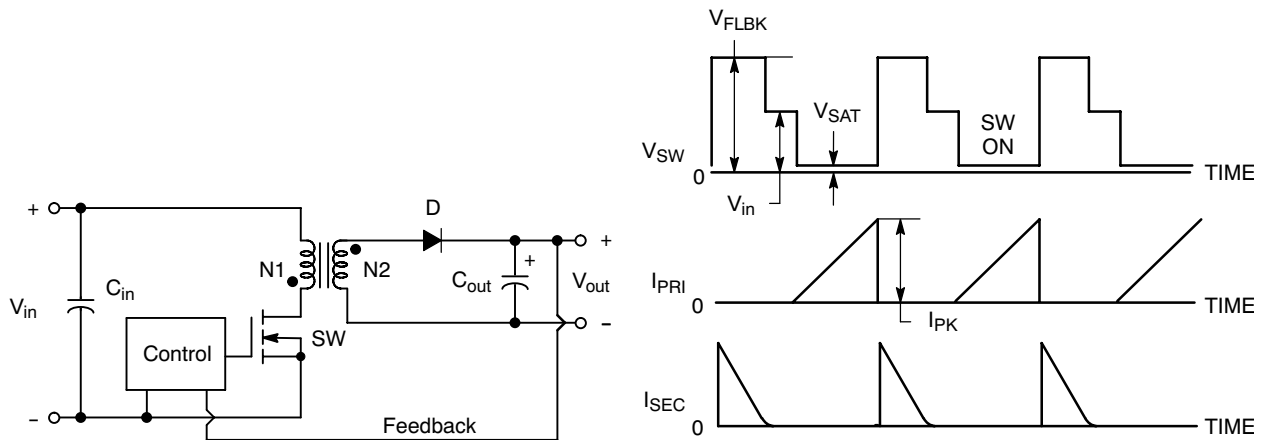 +
V_in
C_in
−
N1
N2
D
SW
Control
C_out
+
+
V_out
−
Feedback
V_FLBK
V_SAT
SW
ON
V_SW
0
V_in
TIME
I_PRI
0
I_PK
TIME
I_SEC
0
TIME